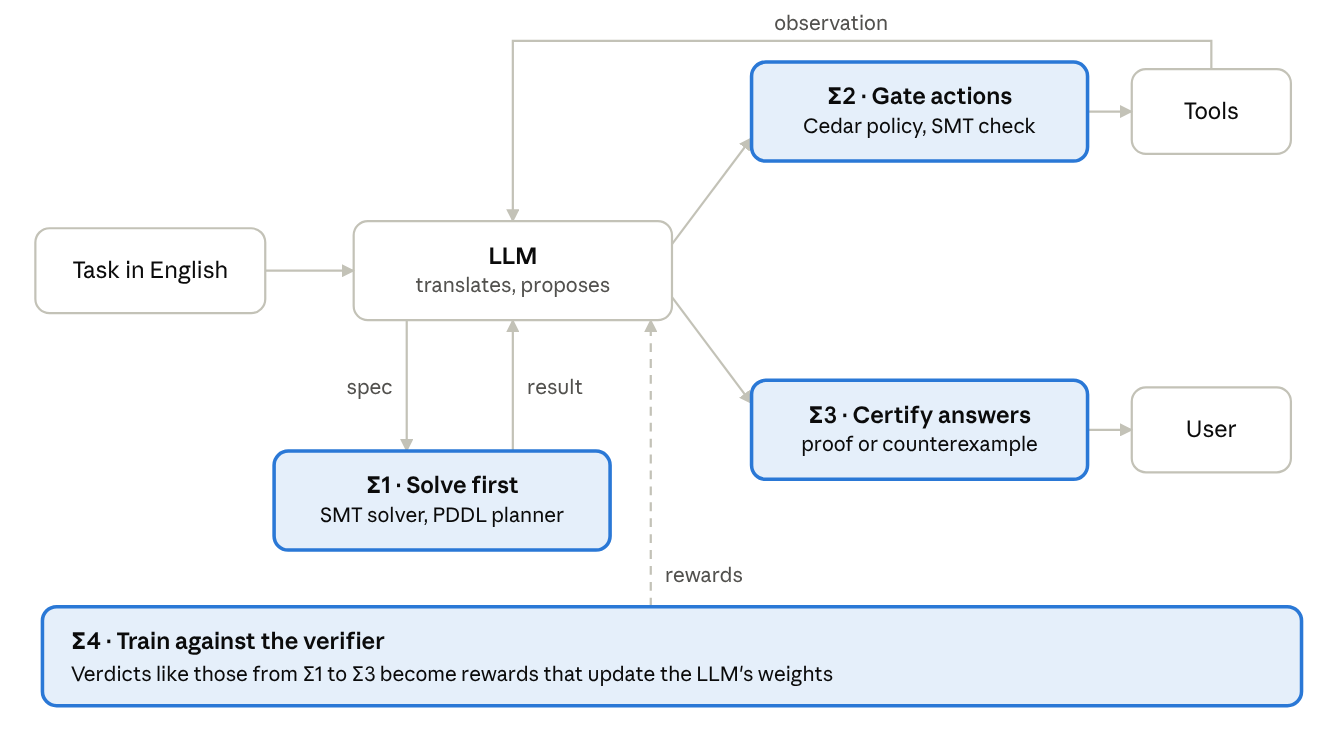 observation
Σ2 · Gate actions
Cedar policy, SMT check
Tools
Task in English
LLM
translates, proposes
spec
result
Σ3 · Certify answers
proof or counterexample
User
Σ1 · Solve first
SMT solver, PDDL planner
rewards
Σ4 · Train against the verifier
Verdicts like those from Σ1 to Σ3 become rewards that update the LLM's weights